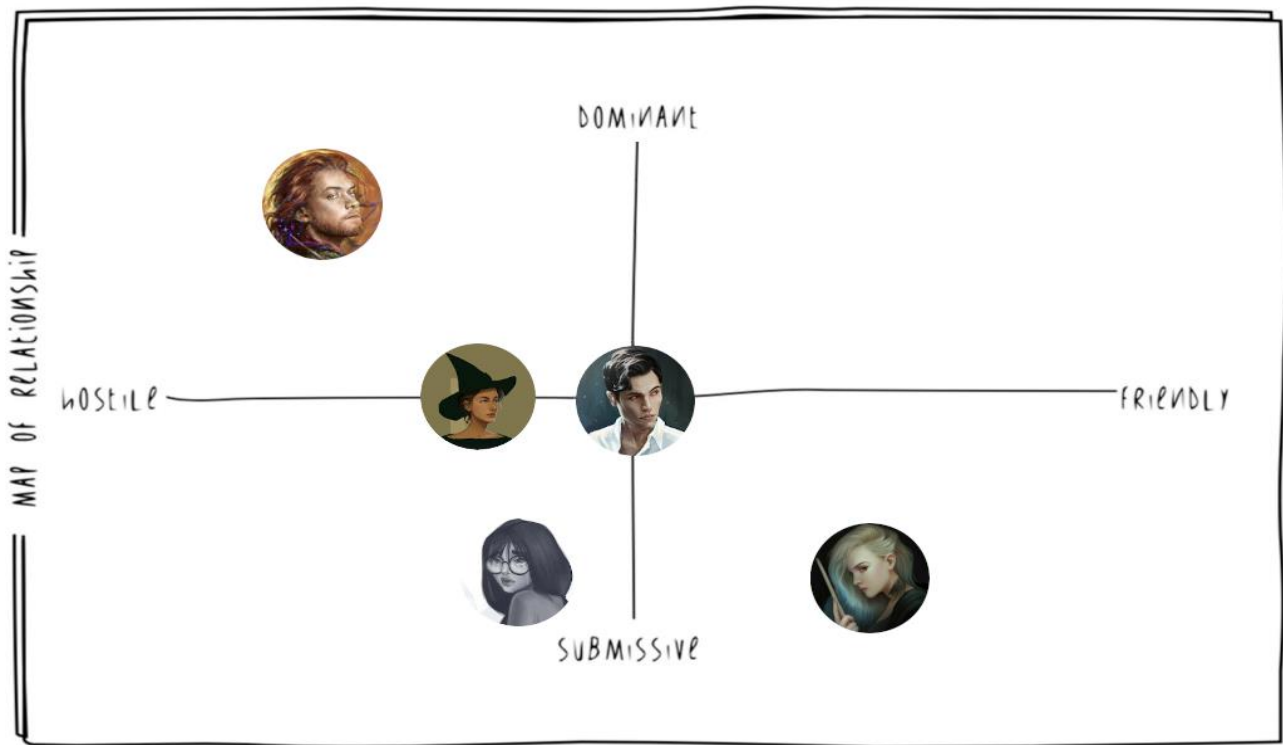 DOMINANT
MAP OF RELATIONSHIP
HOSTILE
FRIENDLY
SUBMISSIVE